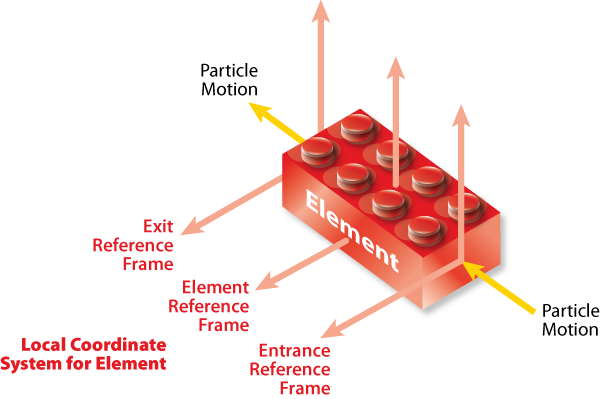 Particle
Motion
Element
Exit
Reference
Frame
Element
Reference
Frame
Entrance
Reference
Frame
Particle
Motion
Local Coordinate
System for Element